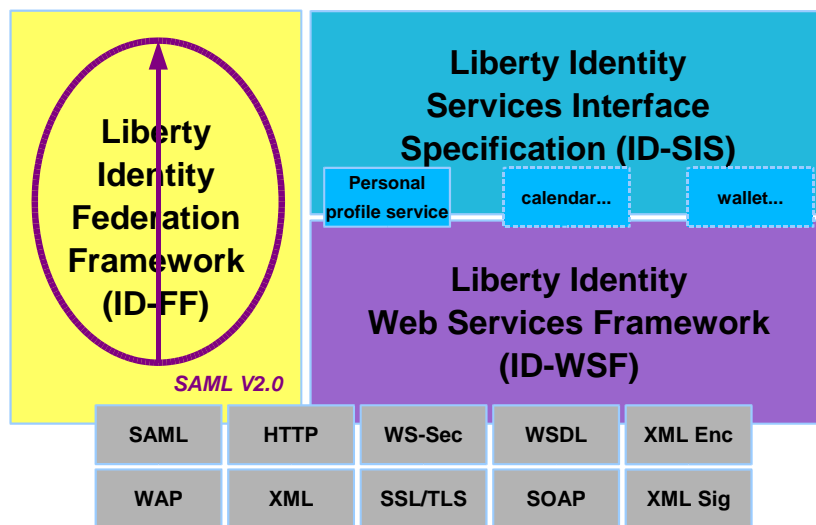 Liberty
Identity
Federation
Framework
(ID-FF)
SAML V2.0
Liberty Identity
Services Interface
Specification (ID-SIS)
Personal
profile service
calendar...
wallet...
Liberty Identity
Web Services Framework
(ID-WSF)
SAML
HTTP
WS-Sec
WSDL
XML Enc
WAP
XML
SSL/TLS
SOAP
XML Sig